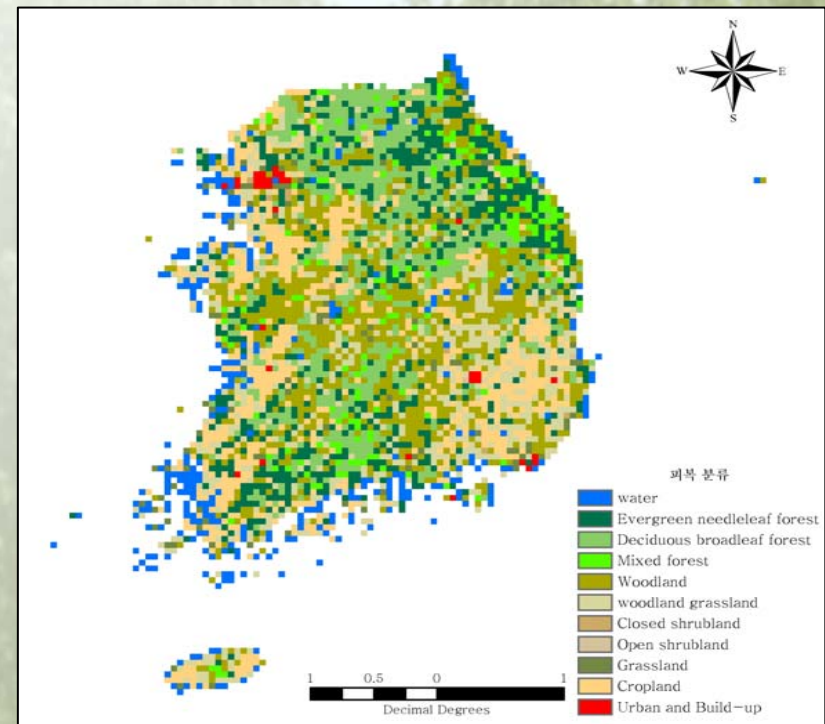 N
W E
S
피복 분류
water
Evergreen needleleaf forest
Deciduous broadleaf forest
Mixed forest
Woodland
woodland grassland
Closed shrubland
Open shrubland
Grassland
Cropland
Urban and Build-up
1 0.5 0 1
Decimal Degrees